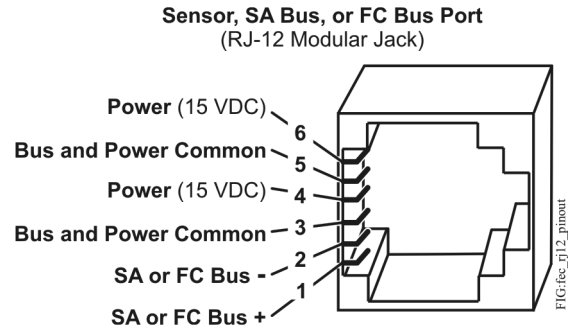 Sensor, SA Bus, or FC Bus Port
(RJ-12 Modular Jack)
Power (15 VDC) 6
Bus and Power Common 5
Power (15 VDC) 4
Bus and Power Common 3
SA or FC Bus - 2
SA or FC Bus + 1
FIG:fec_rj12_pinout